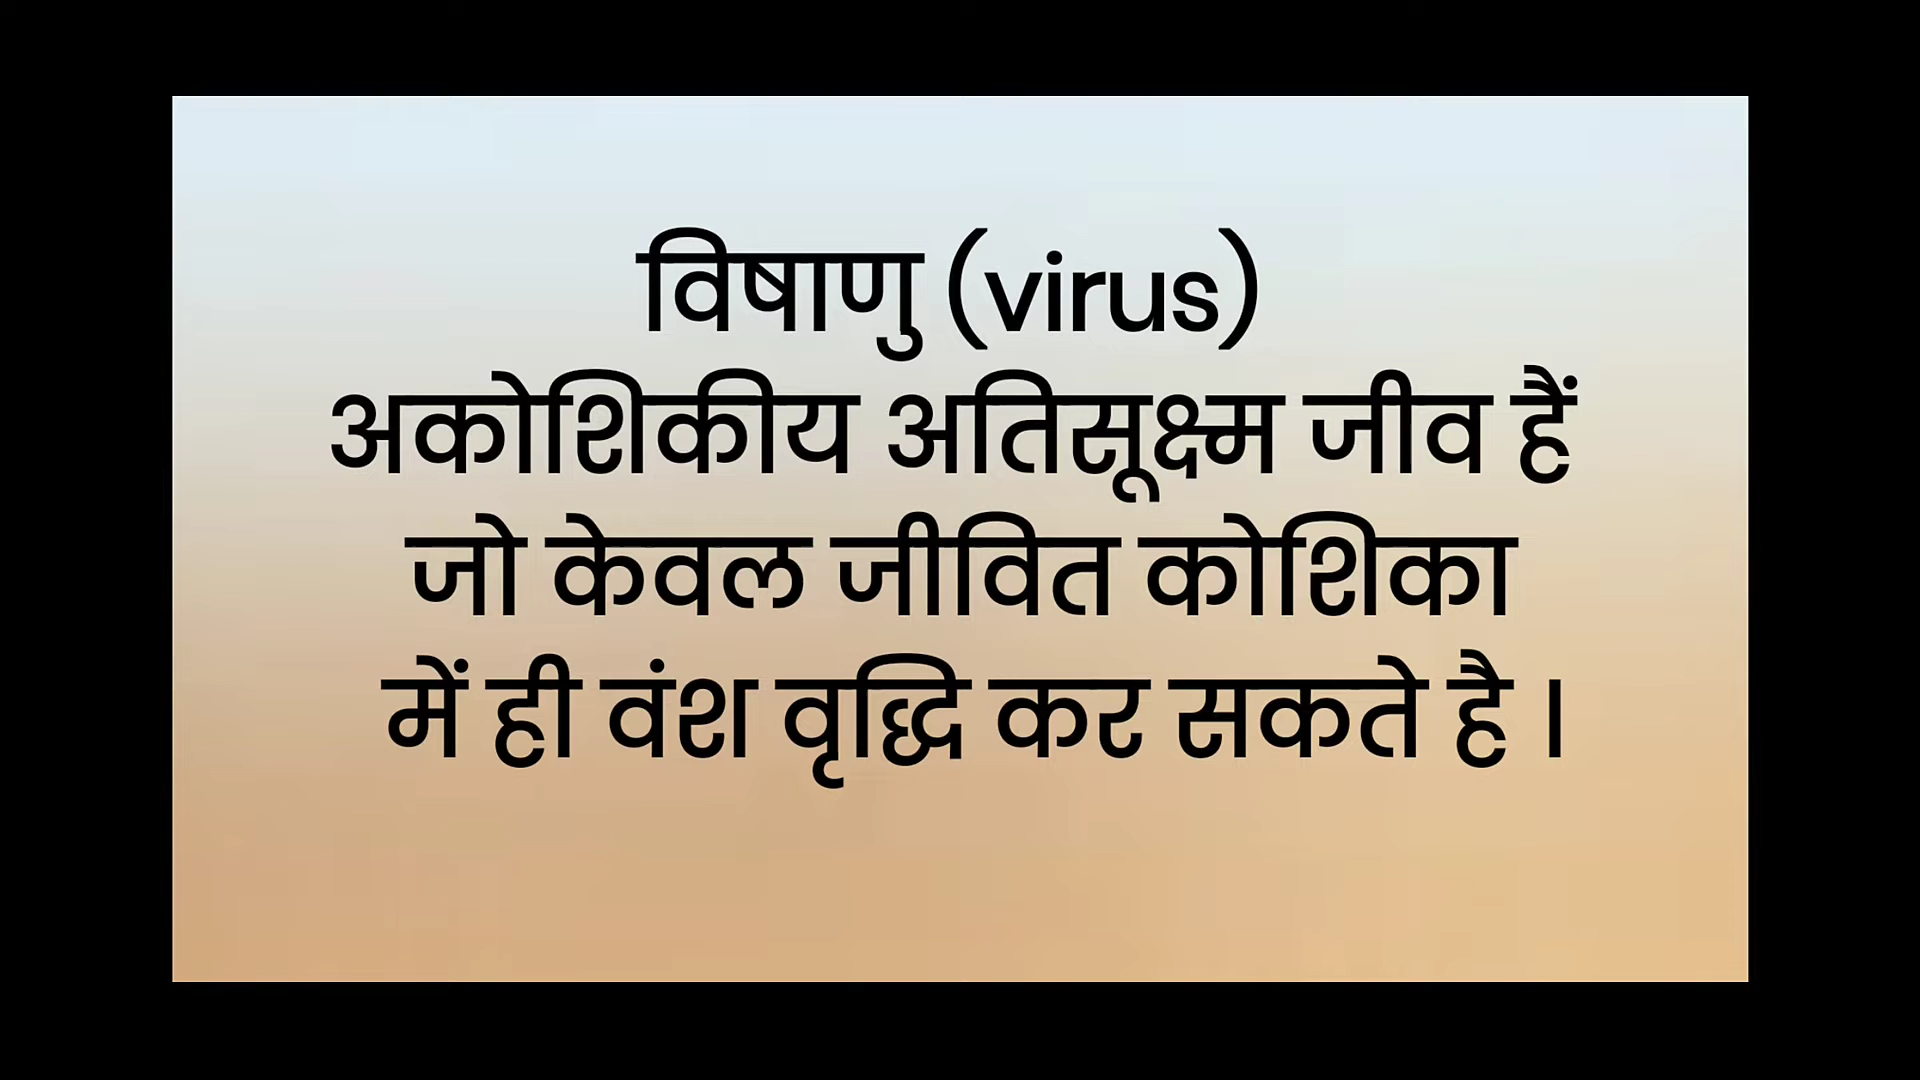 विषाणु (virus)
अकोशिकीय अतिसूक्ष्म जीव हैं
जो केवल जीवित कोशिका
में ही वंश वृद्धि कर सकते है ।